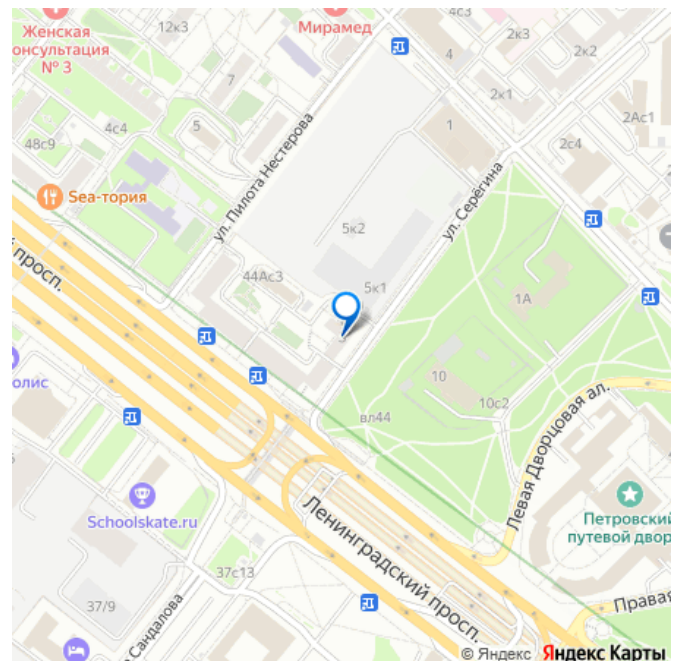 Женская
онсультация
№ 3
12к3
Мирамед
4с3
2к3
2к2
4
2к1
7
2Ас1
5
4с4
1
2с4
48с9
ул. Пилота Нестерова
ул. Серёгина
Sea-тория
5к2
й просп.
44Ас3
5к1
1А
10
10с2
олис
вл44
Левая Дворцовая ал.
Schoolskate.ru
Ленинградский просп.
Петровский
путевой двор
37с13
37/9
Сандалова
Правая
© Яндекс
Яндекс Карты